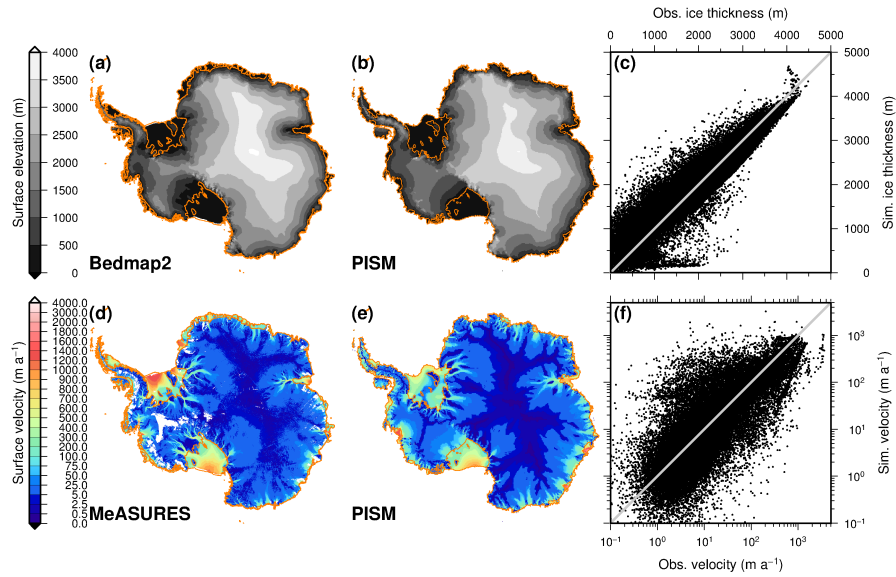 Obs. ice thickness (m)
0 1000 2000 3000 4000 5000
(a)
(b)
(c)
4000
3500
3000
2500
2000
1500
1000
500
0
Surface elevation (m)
Bedmap2
PISM
5000
4000
3000
2000
1000
0
Sim. ice thickness (m)
(d)
(e)
(f)
4000.0
3000.0
2000.0
1800.0
1600.0
1400.0
1200.0
1000.0
900.0
800.0
700.0
600.0
500.0
400.0
300.0
200.0
100.0
75.0
50.0
25.0
5.0
2.5
0.0
Surface velocity (m a⁻¹)
MeASURES
PISM
10³
10²
10¹
10⁰
10⁻¹
Sim. velocity (m a⁻¹)
10⁻¹ 10⁰ 10¹ 10² 10³
Obs. velocity (m a⁻¹)